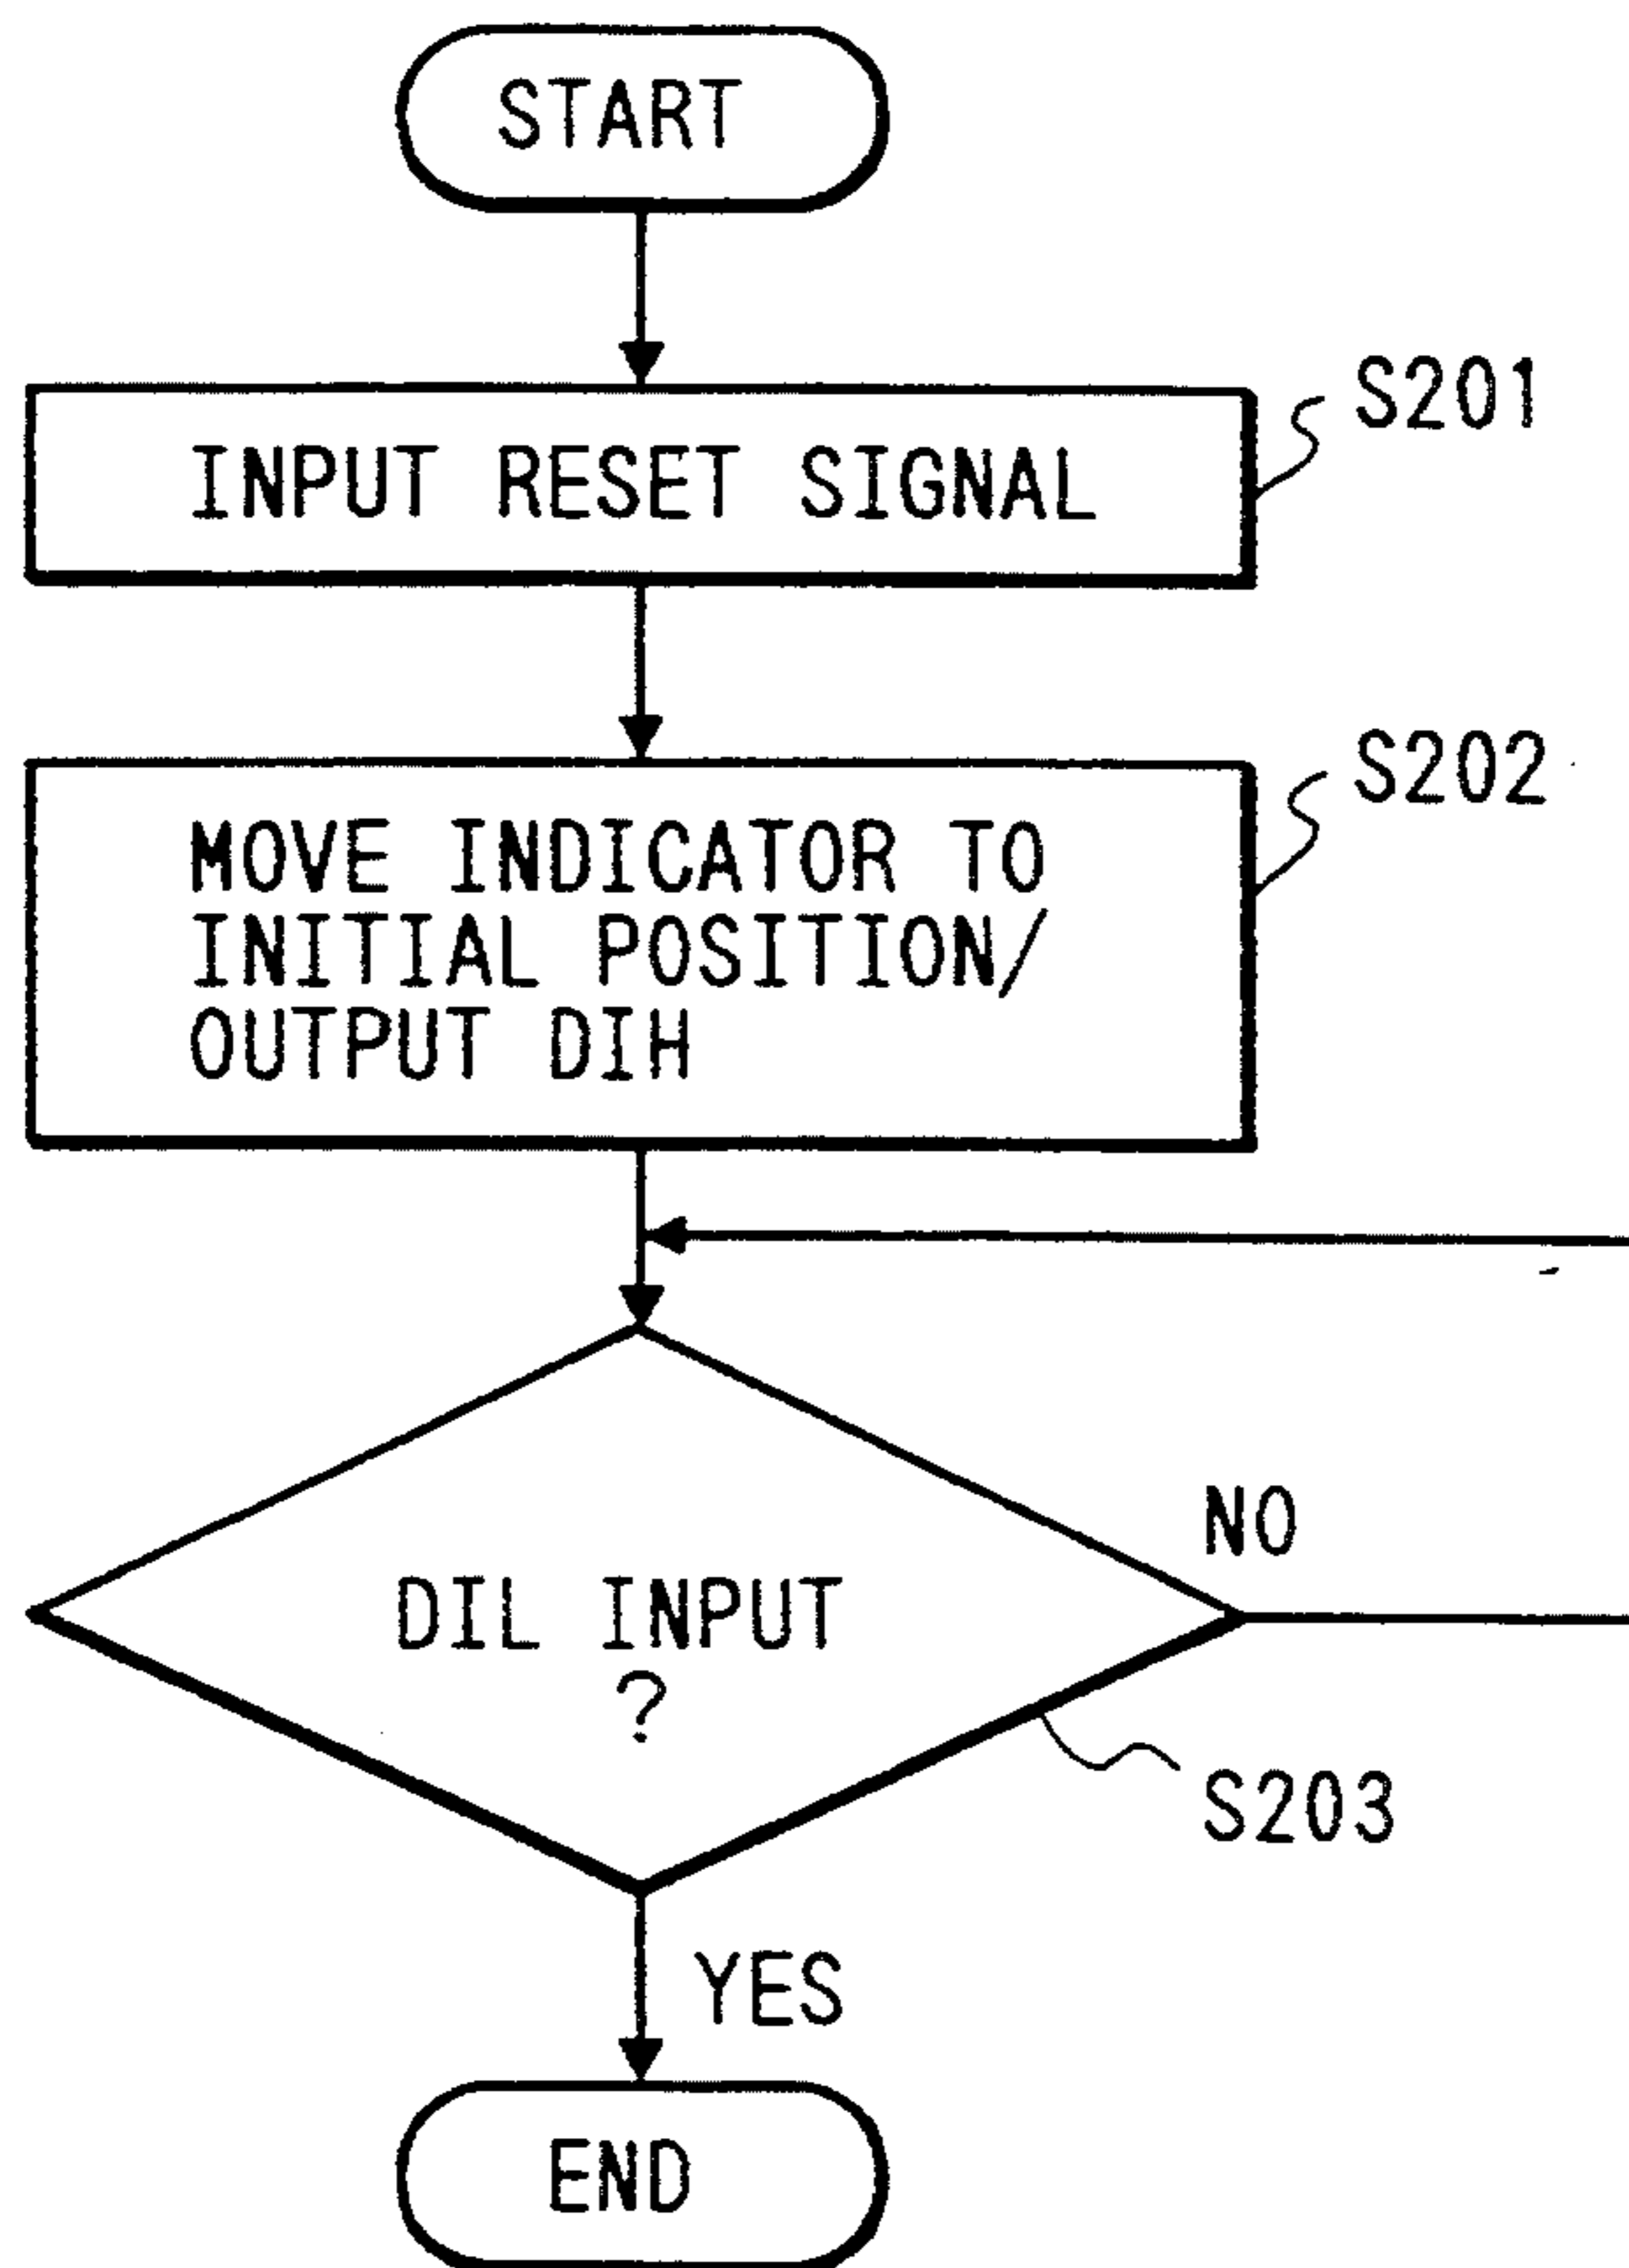 START
S201
INPUT RESET SIGNAL
S202
MOVE INDICATOR TO
INITIAL POSITION/
OUTPUT DIH
NO
DIL INPUT
?
S203
YES
END